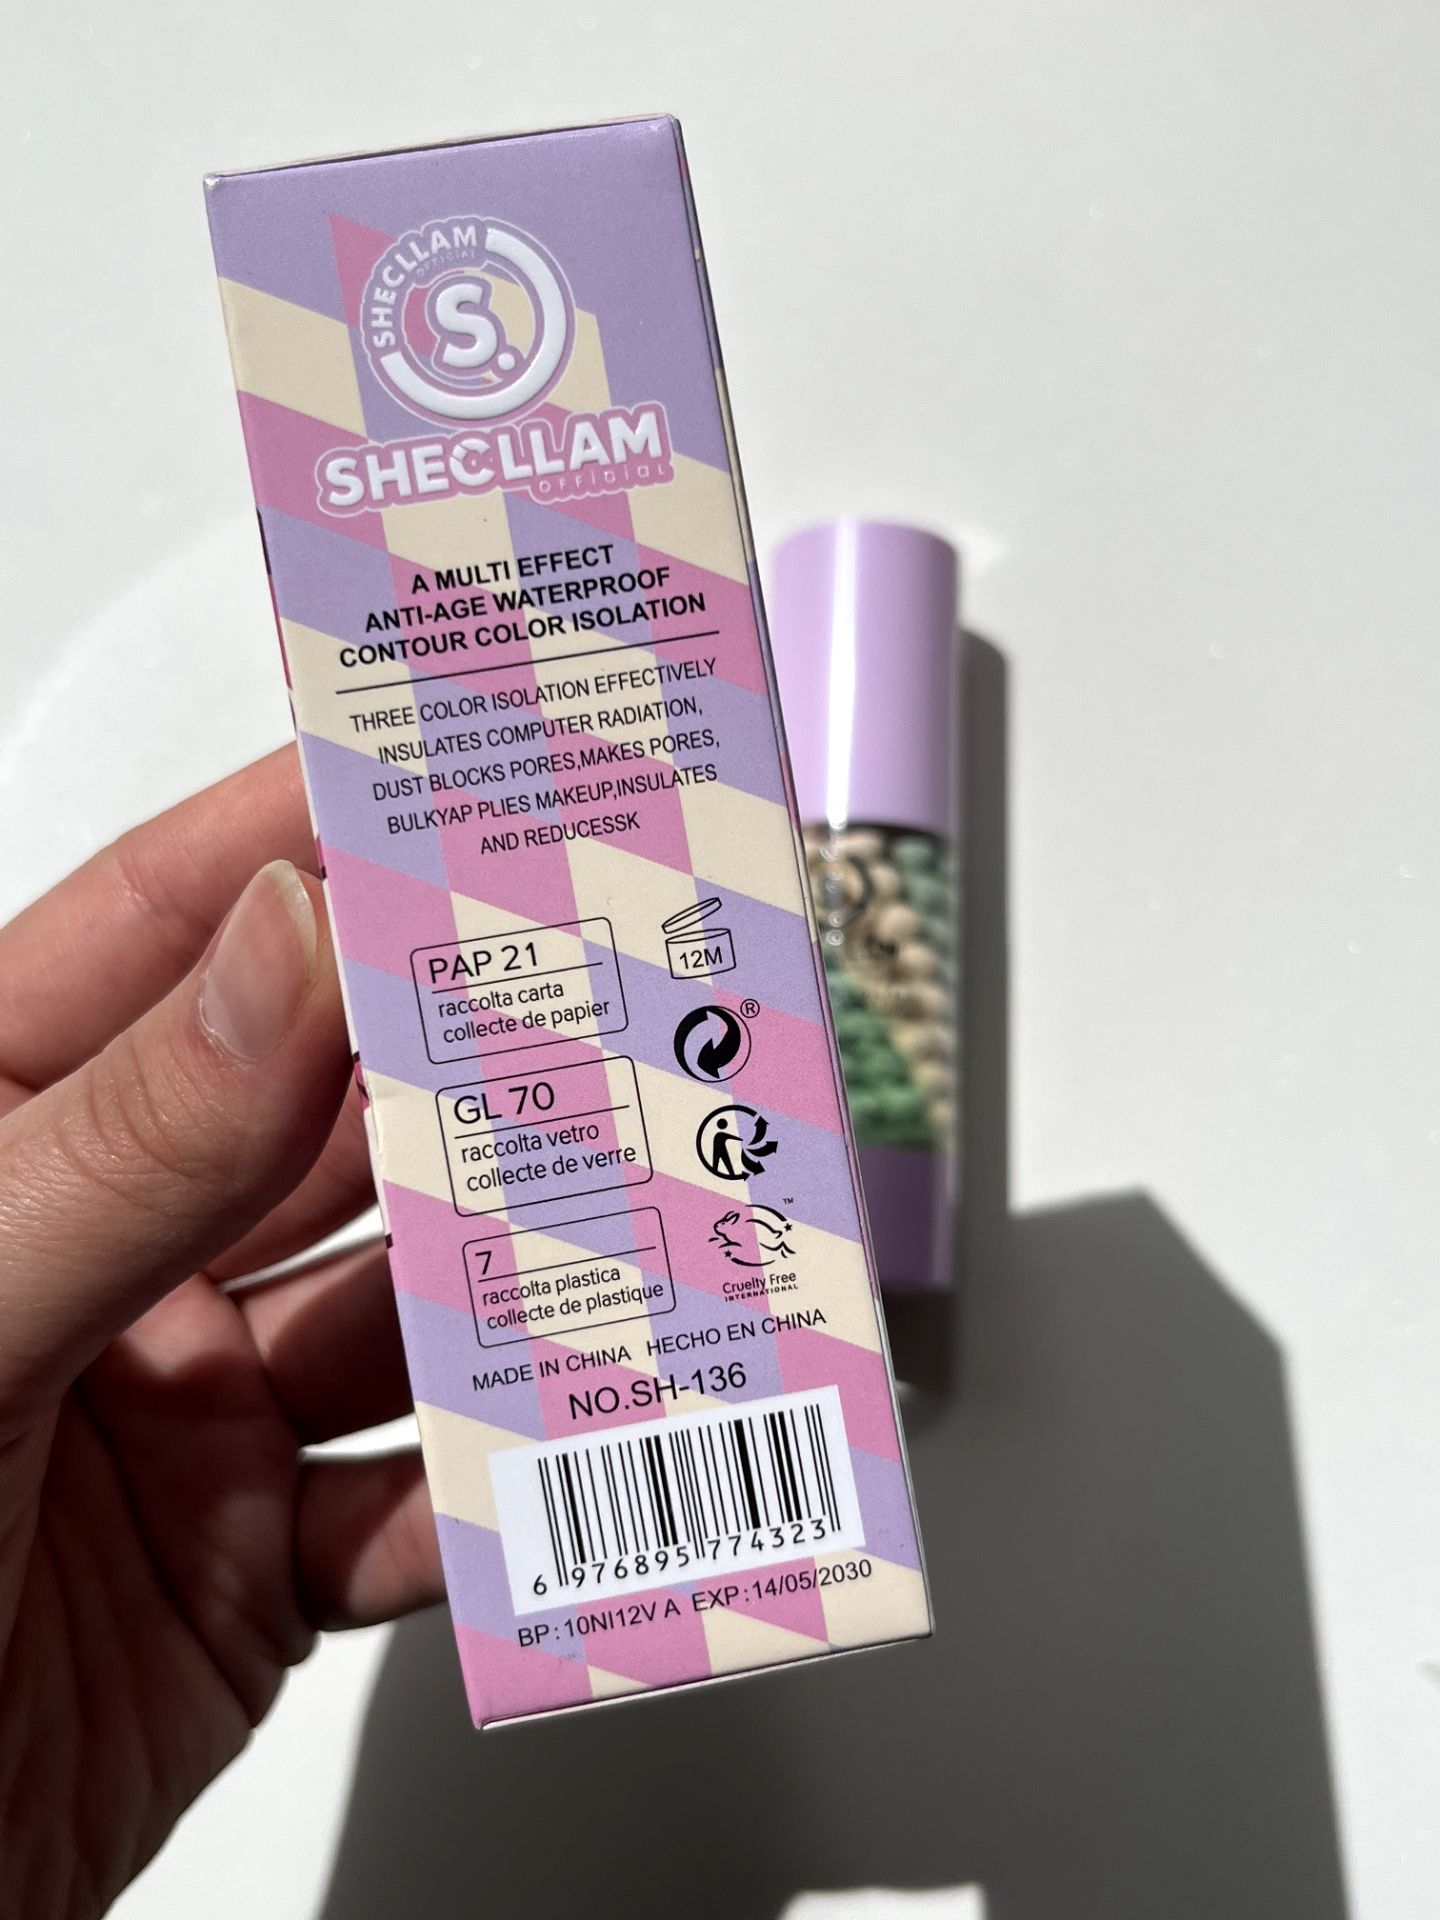 SHECLLAM
OFFICIAL
S.
SHECLLAM
OFFICIAL
A MULTI EFFECT
ANTI-AGE WATERPROOF
CONTOUR COLOR ISOLATION
THREE COLOR ISOLATION EFFECTIVELY
INSULATES COMPUTER RADIATION,
DUST BLOCKS PORES,MAKES PORES,
BULKYAP PLIES MAKEUP,INSULATES
AND REDUCESSK
PAP 21
raccolta carta
collecte de papier
12M
®
GL 70
raccolta vetro
collecte de verre
7
raccolta plastica
collecte de plastique
™
Cruelty Free
INTERNATIONAL
MADE IN CHINA HECHO EN CHINA
NO.SH-136
6 976895 774323
BP:10NI12V A EXP:14/05/2030